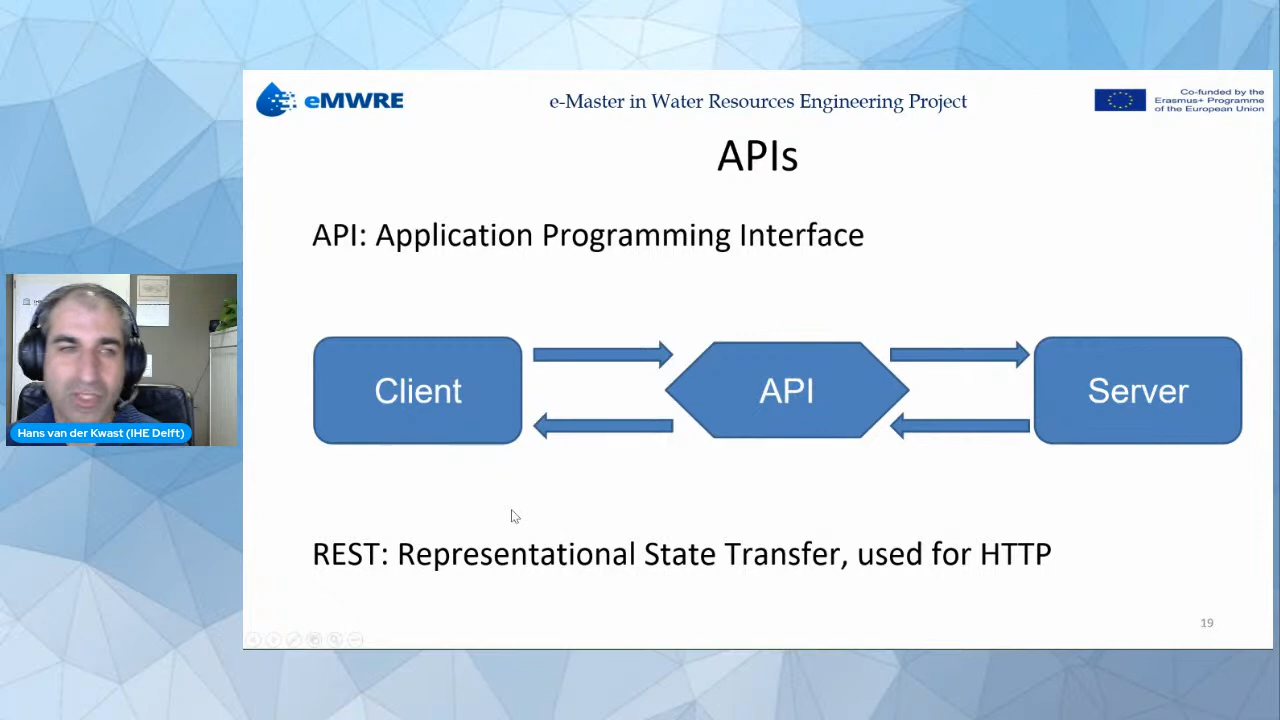 eMWRE
e-Master in Water Resources Engineering Project
Co-funded by the
Erasmus+ Programme
of the European Union
APIs
API: Application Programming Interface
Client
API
Server
Hans van der Kwast (IHE Delft)
REST: Representational State Transfer, used for HTTP
19